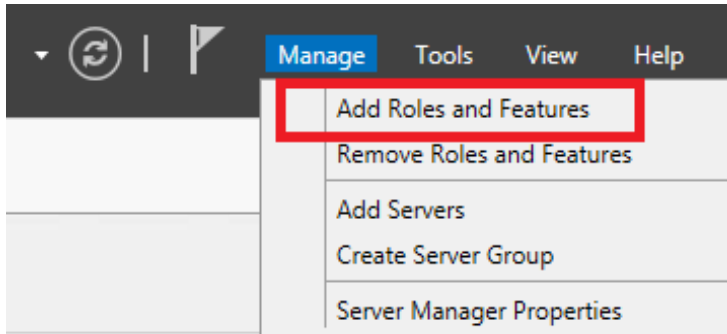 Manage Tools View Help
Add Roles and Features
Remove Roles and Features
Add Servers
Create Server Group
Server Manager Properties